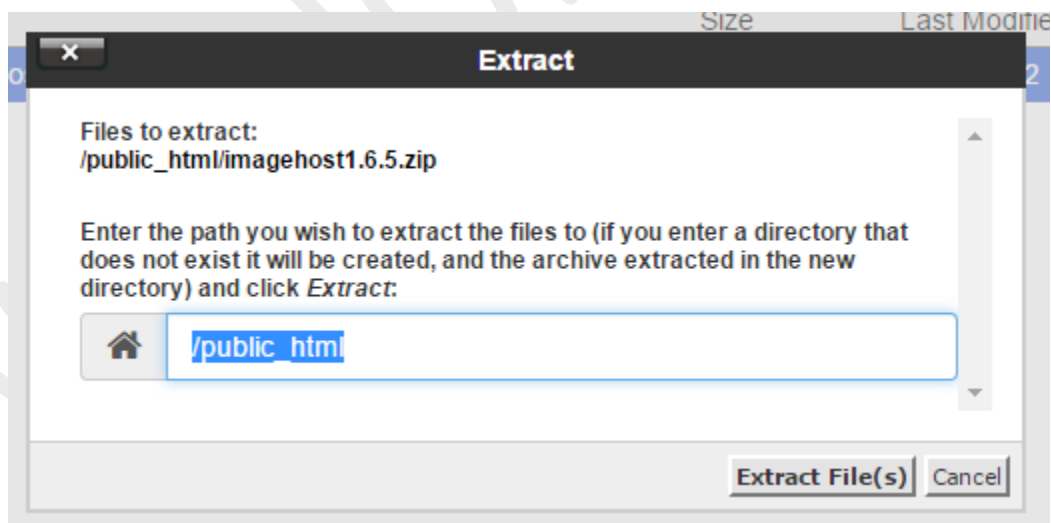 Size Last Modifie
Extract
o 2
Files to extract:
/public_html/imagehost1.6.5.zip
Enter the path you wish to extract the files to (if you enter a directory that
does not exist it will be created, and the archive extracted in the new
directory) and click Extract:
/public_html
Extract File(s) Cancel